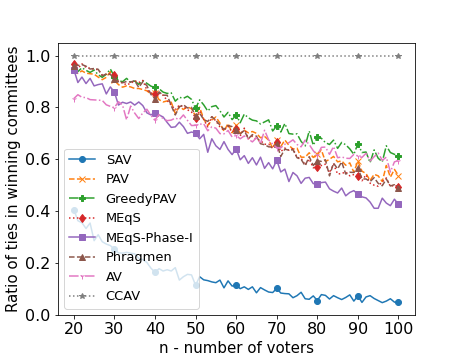 Ratio of ties in winning committees
1.0
0.8
0.6
0.4
0.2
0.0
SAV
PAV
GreedyPAV
MEqS
MEqS-Phase-I
Phragmen
AV
CCAV
20 30 40 50 60 70 80 90 100
n - number of voters